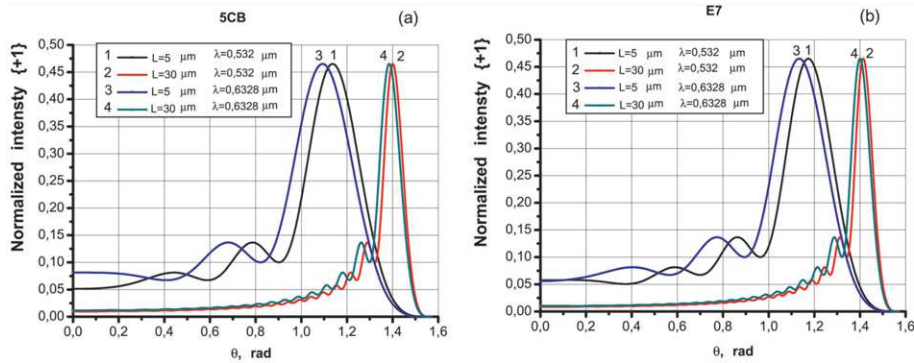 5CB
(a)
Normalized intensty {+1}
0,50
0,45
0,40
0,35
0,30
0,25
0,20
0,15
0,10
0,05
0,00
1 L=5 μm λ=0,532 μm
2 L=30 μm λ=0,532 μm
3 L=5 μm λ=0,6328 μm
4 L=30 μm λ=0,6328 μm
3 1
4 2
0,0 0,2 0,4 0,6 0,8 1,0 1,2 1,4 1,6
θ, rad
E7
(b)
Normalized intensty {+1}
0,50
0,45
0,40
0,35
0,30
0,25
0,20
0,15
0,10
0,05
0,00
1 L=5 μm λ=0,532 μm
2 L=30 μm λ=0,532 μm
3 L=5 μm λ=0,6328 μm
4 L=30 μm λ=0,6328 μm
3 1
4 2
0,0 0,2 0,4 0,6 0,8 1,0 1,2 1,4 1,6
θ, rad